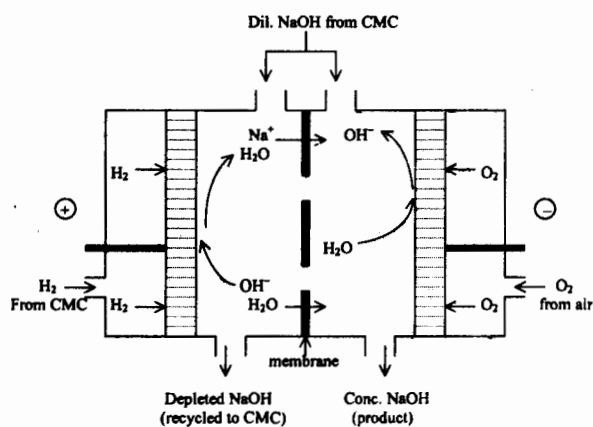 Dil. NaOH from CMC
Na⁺
OH⁻
H₂O
H₂
O₂
+
−
H₂O
H₂
From CMC
H₂
OH⁻
H₂O
O₂
O₂
from air
membrane
Depleted NaOH
(recycled to CMC)
Conc. NaOH
(product)